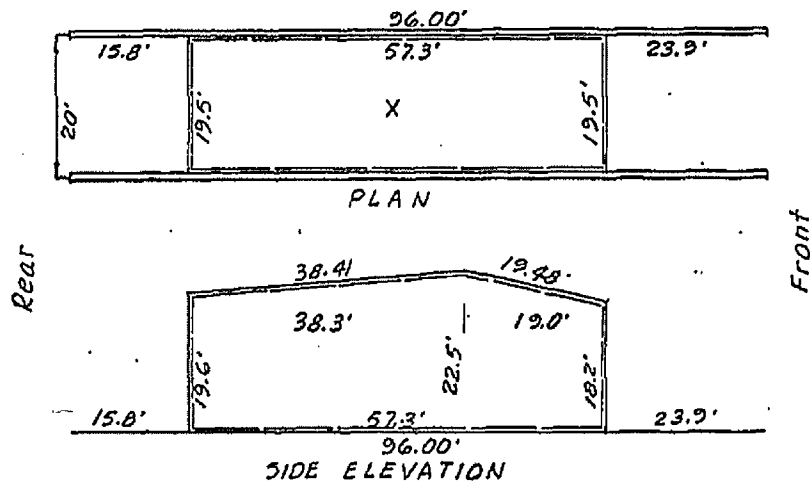 96.00'
15.8' 57.3' 23.9'
20' 19.5' X 19.5'
PLAN
Rear Front
38.41 19.48
38.3' 19.0'
19.6' 22.5' 18.2'
15.8' 57.3' 23.9'
96.00'
SIDE ELEVATION